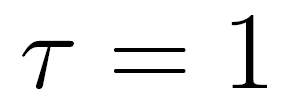 τ = 1